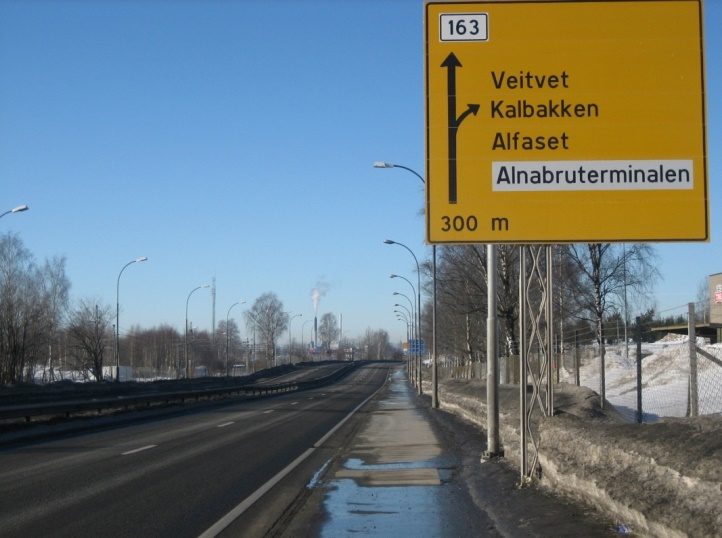 163
Veitvet
Kalbakken
Alfaset
Alnabruterminalen
300 m